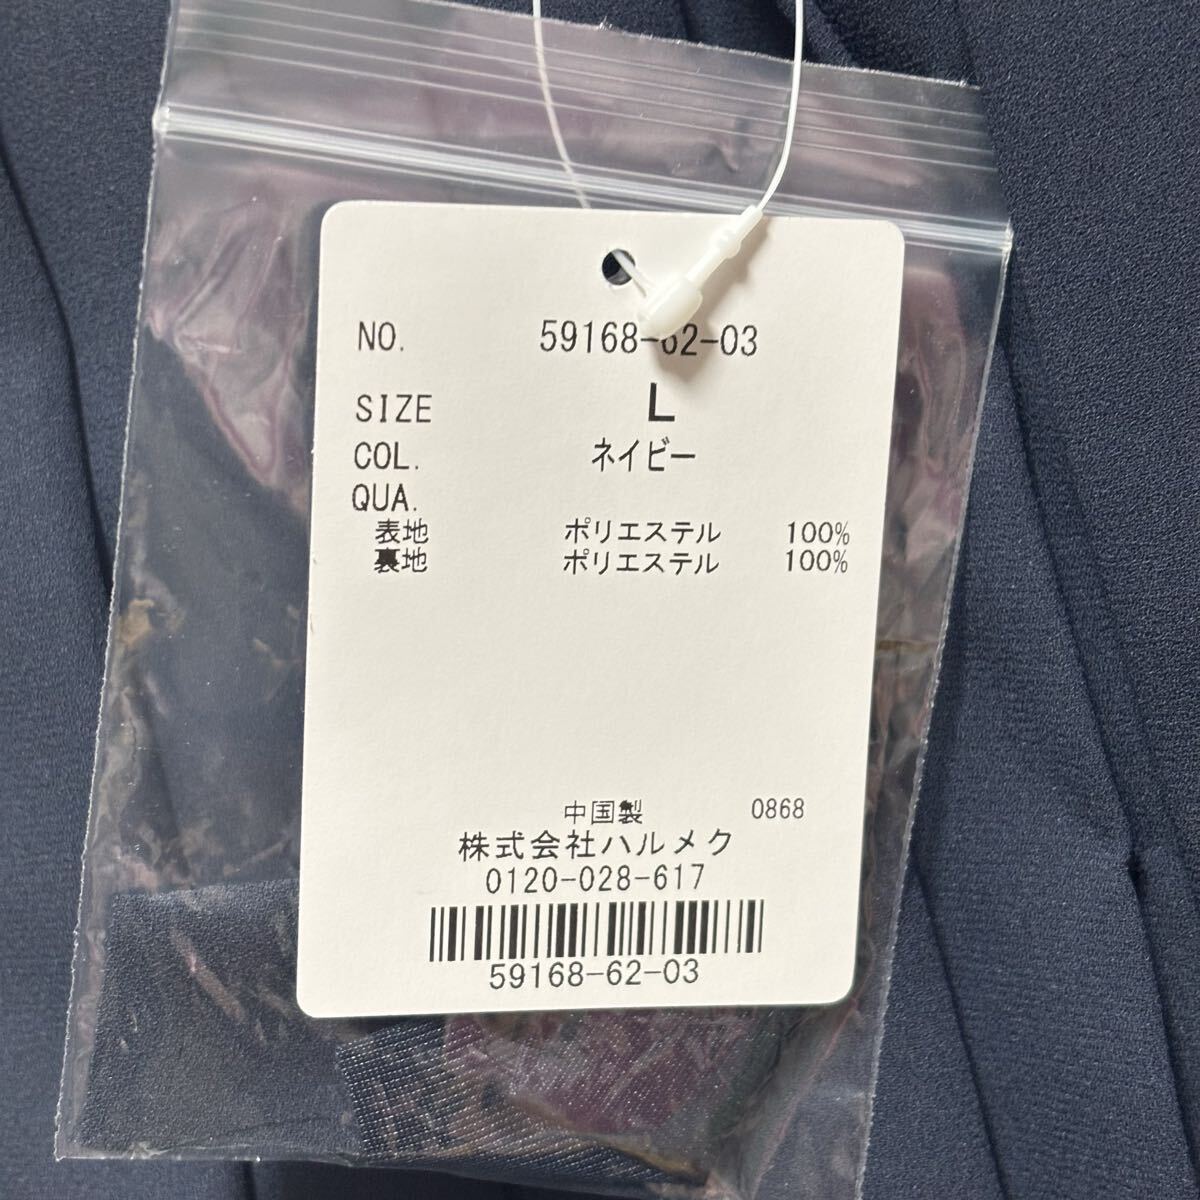 NO. 59168-62-03
SIZE L
COL. ネイビー
QUA.
表地 ポリエステル 100%
裏地 ポリエステル 100%
中国製 0868
株式会社ハルメク
0120-028-617
59168-62-03